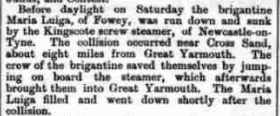 Before daylight on Saturday the brigantine
Maria Luiga, of Fowey, was run down and sunk
by the Kingscote screw steamer, of Newcastle-on-
Tyne. The collision occurred near Cross Sand,
about eight miles from Great Yarmouth. The
crew of the brigantine saved themselves by jump-
ing on board the steamer, which afterwards
brought them into Great Yarmouth. The Maria
Luiga filled and went down shortly after the
collision.